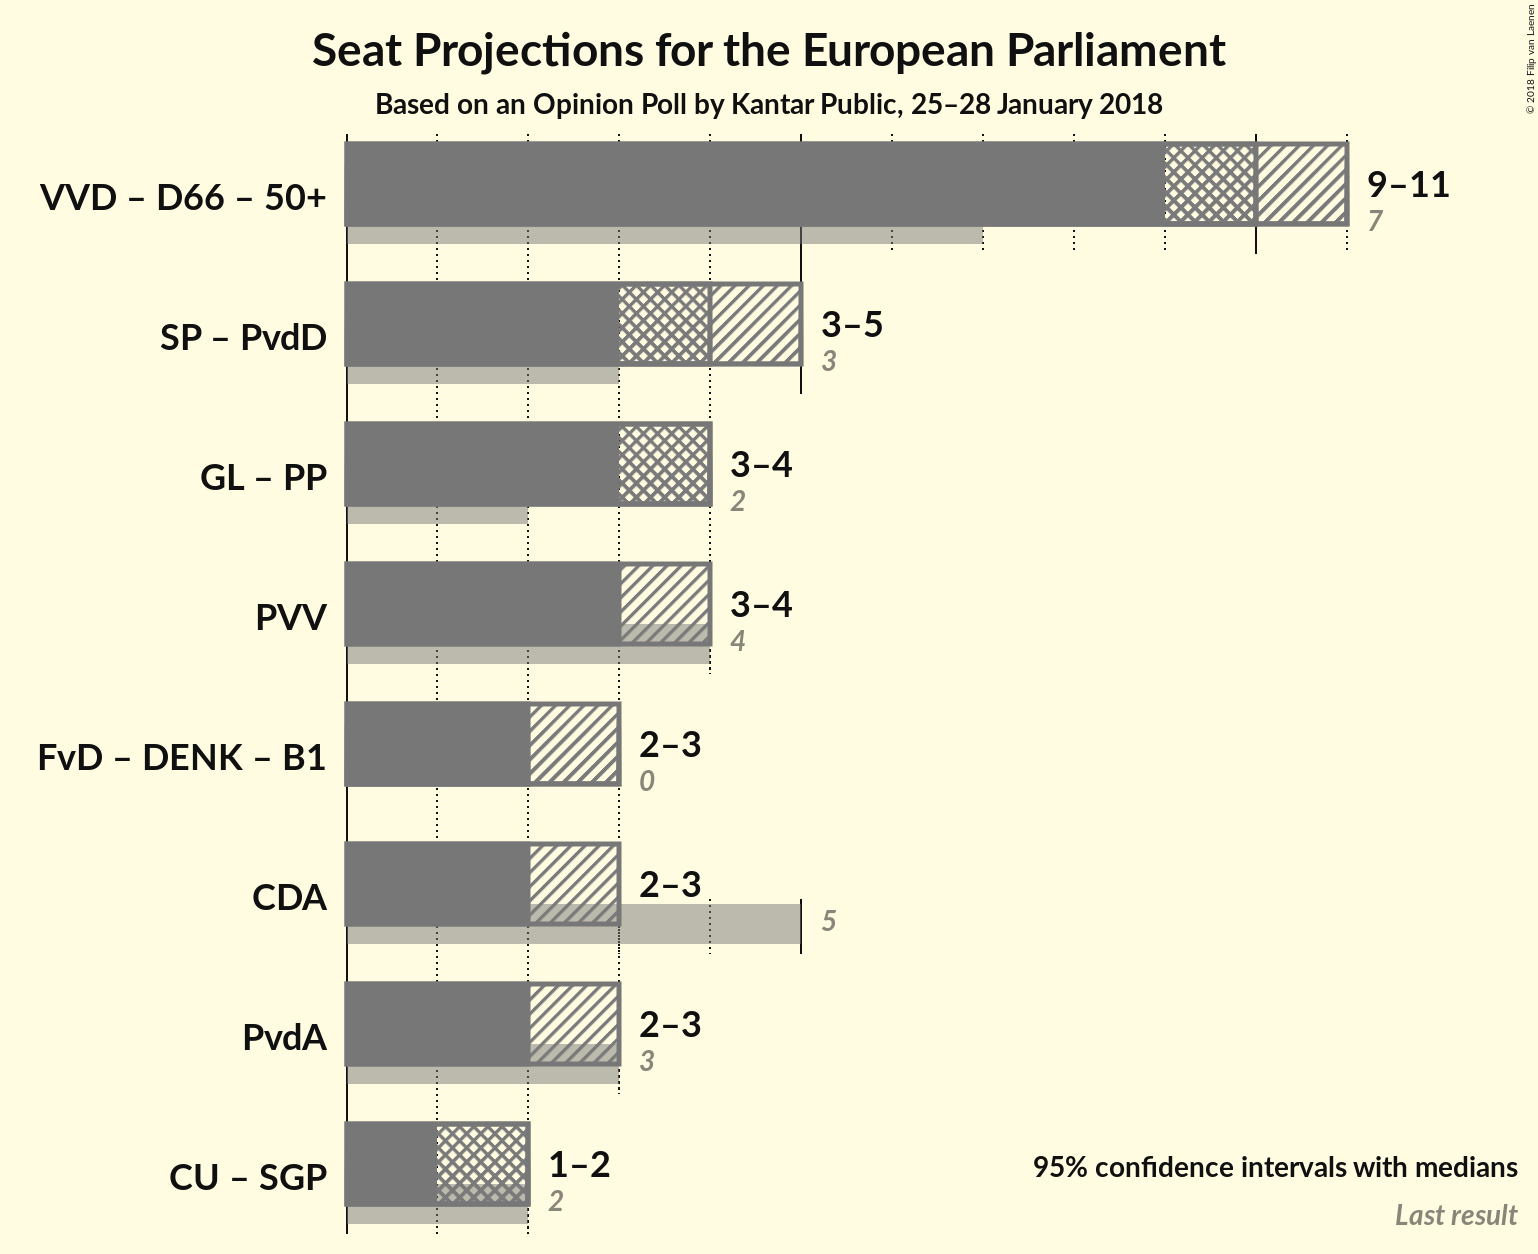 Seat Projections for the European Parliament
Based on an Opinion Poll by Kantar Public, 25–28 January 2018
© 2018 Filip van Laenen
VVD – D66 – 50+
9–11
7
SP – PvdD
3–5
3
GL – PP
3–4
2
PVV
3–4
4
FvD – DENK – B1
2–3
0
CDA
2–3
5
PvdA
2–3
3
CU – SGP
1–2
2
95% confidence intervals with medians
Last result